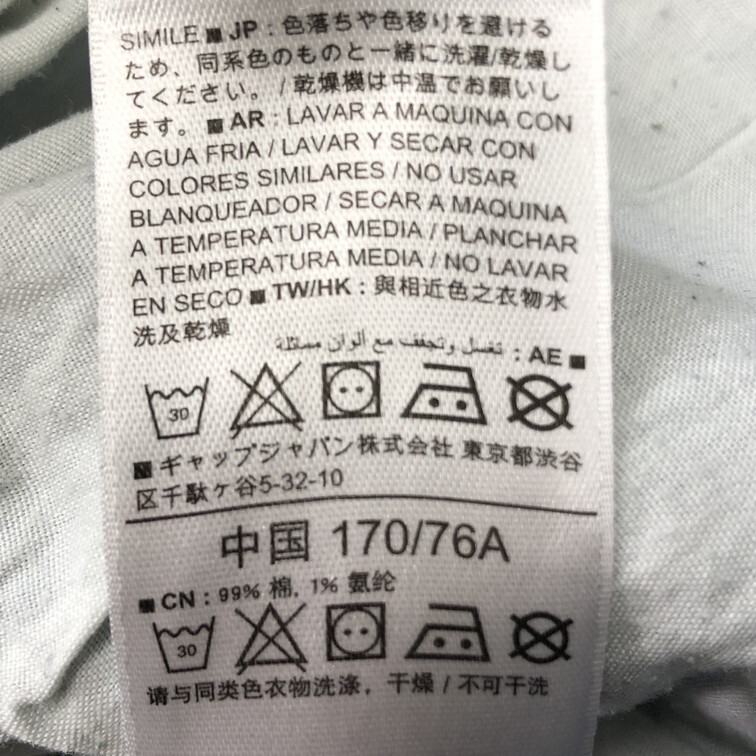 SIMILE ■ JP : 色落ちや色移りを避ける
ため、同系色のものと一緒に洗濯/乾燥し
てください。 / 乾燥機は中温でお願いし
ます。 ■ AR : LAVAR A MAQUINA CON
AGUA FRIA / LAVAR Y SECAR CON
COLORES SIMILARES / NO USAR
BLANQUEADOR / SECAR A MAQUINA
A TEMPERATURA MEDIA / PLANCHAR
A TEMPERATURA MEDIA / NO LAVAR
EN SECO ■ TW/HK : 與相近色之衣物水
洗及乾燥
■ AE : تغسل وتجفف مع ألوان مماثلة
30
■ ギャップジャパン株式会社 東京都渋谷
区千駄ヶ谷5-32-10
中国 170/76A
■ CN : 99% 棉, 1% 氨纶
30
请与同类色衣物洗涤，干燥 / 不可干洗